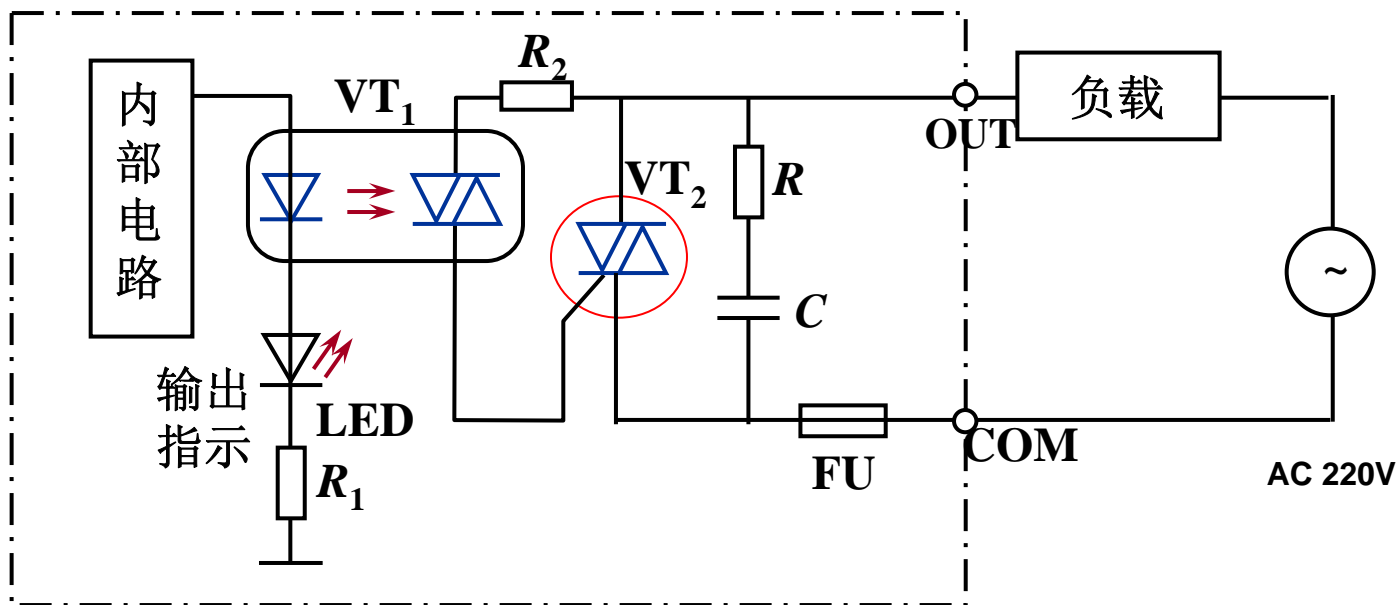 内部电路
VT₁
R₂
OUT
负载
VT₂
R
C
~
输出
指示
LED
R₁
FU
COM
AC 220V